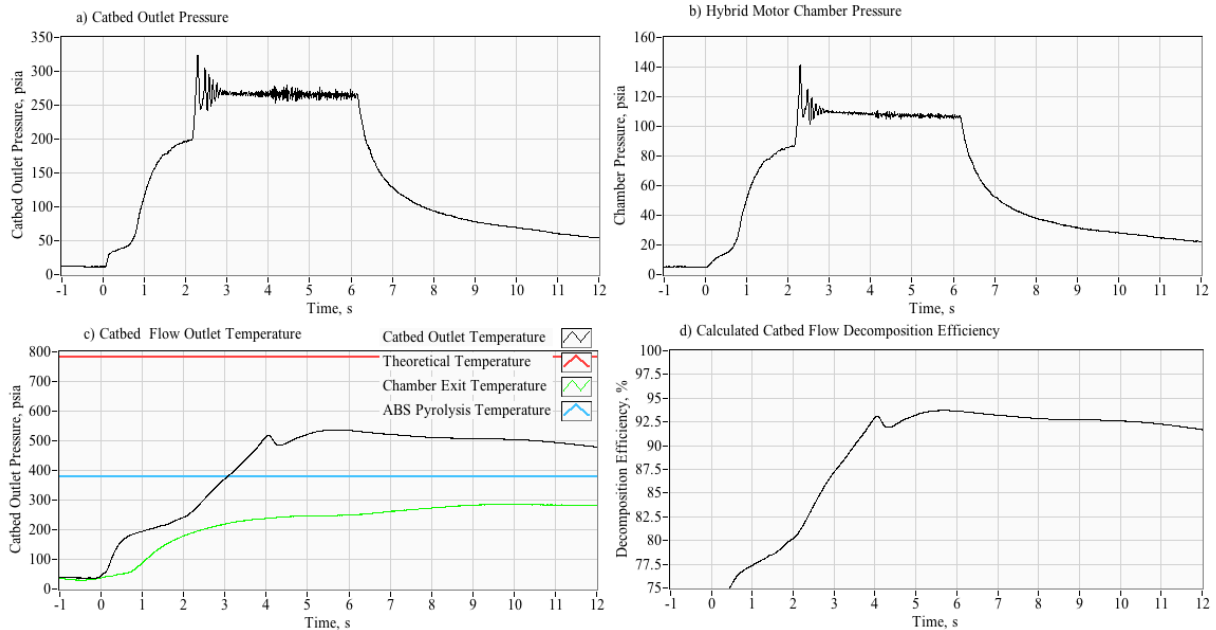 a) Catbed Outlet Pressure
Catbed Outlet Pressure, psia
350
300
250
200
150
100
50
0
-1 0 1 2 3 4 5 6 7 8 9 10 11 12
Time, s
b) Hybrid Motor Chamber Pressure
Chamber Pressure, psia
160
140
120
100
80
60
40
20
0
-1 0 1 2 3 4 5 6 7 8 9 10 11 12
Time, s
c) Catbed Flow Outlet Temperature
Catbed Outlet Temperature
Theoretical Temperature
Chamber Exit Temperature
ABS Pyrolysis Temperature
Catbed Outlet Pressure, psia
800
700
600
500
400
300
200
100
0
-1 0 1 2 3 4 5 6 7 8 9 10 11 12
Time, s
d) Calculated Catbed Flow Decomposition Efficiency
Decomposition Efficiency, %
100
97.5
95
92.5
90
87.5
85
82.5
80
77.5
75
-1 0 1 2 3 4 5 6 7 8 9 10 11 12
Time, s